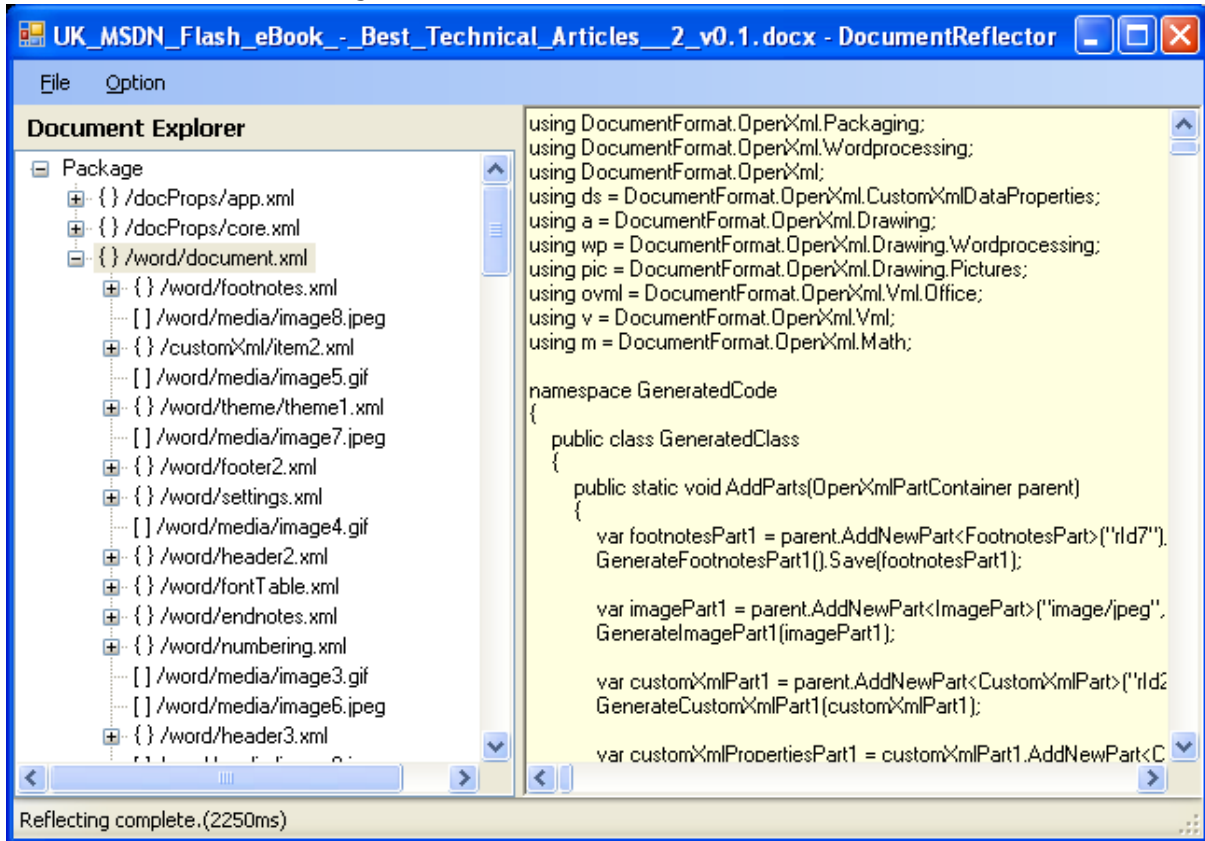 UK_MSDN_Flash_eBook_-_Best_Technical_Articles__2_v0.1.docx - DocumentReflector
File Option
Document Explorer
Package
{ } /docProps/app.xml
{ } /docProps/core.xml
{ } /word/document.xml
{ } /word/footnotes.xml
[ ] /word/media/image8.jpeg
{ } /customXml/item2.xml
[ ] /word/media/image5.gif
{ } /word/theme/theme1.xml
[ ] /word/media/image7.jpeg
{ } /word/footer2.xml
{ } /word/settings.xml
[ ] /word/media/image4.gif
{ } /word/header2.xml
{ } /word/fontTable.xml
{ } /word/endnotes.xml
{ } /word/numbering.xml
[ ] /word/media/image3.gif
[ ] /word/media/image6.jpeg
{ } /word/header3.xml
using DocumentFormat.OpenXml.Packaging;
using DocumentFormat.OpenXml.Wordprocessing;
using DocumentFormat.OpenXml;
using ds = DocumentFormat.OpenXml.CustomXmlDataProperties;
using a = DocumentFormat.OpenXml.Drawing;
using wp = DocumentFormat.OpenXml.Drawing.Wordprocessing;
using pic = DocumentFormat.OpenXml.Drawing.Pictures;
using ovml = DocumentFormat.OpenXml.Vml.Office;
using v = DocumentFormat.OpenXml.Vml;
using m = DocumentFormat.OpenXml.Math;
namespace GeneratedCode
{
public class GeneratedClass
{
public static void AddParts(OpenXmlPartContainer parent)
{
var footnotesPart1 = parent.AddNewPart<FootnotesPart>("rId7")
GenerateFootnotesPart1().Save(footnotesPart1);
var imagePart1 = parent.AddNewPart<ImagePart>("image/jpeg",
GenerateImagePart1(imagePart1);
var customXmlPart1 = parent.AddNewPart<CustomXmlPart>("rId2
GenerateCustomXmlPart1(customXmlPart1);
var customXmlPropertiesPart1 = customXmlPart1.AddNewPart<C
Reflecting complete.(2250ms)